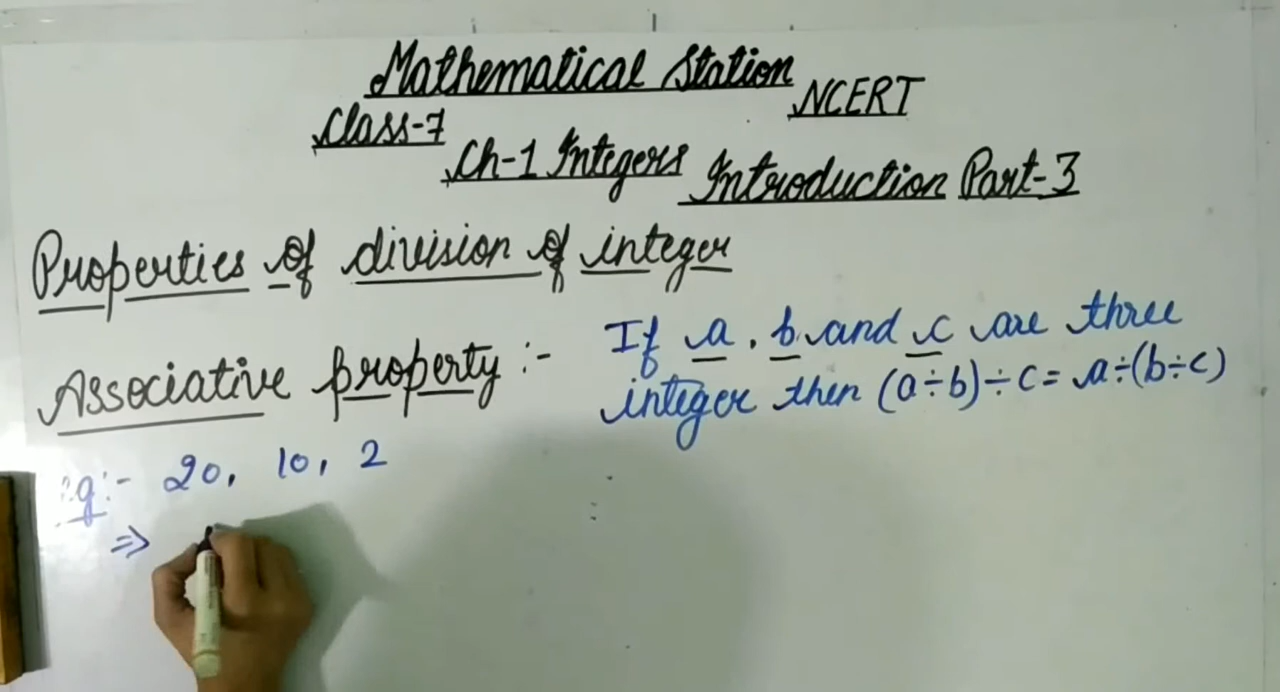 Mathematical Station
NCERT
Class-7
Ch-1 Integers Introduction Part-3
Properties of division of integer
Associative property :- If a, b and c are three
integer then (a÷b)÷c = a÷(b÷c)
eg:- 20, 10, 2
⇒